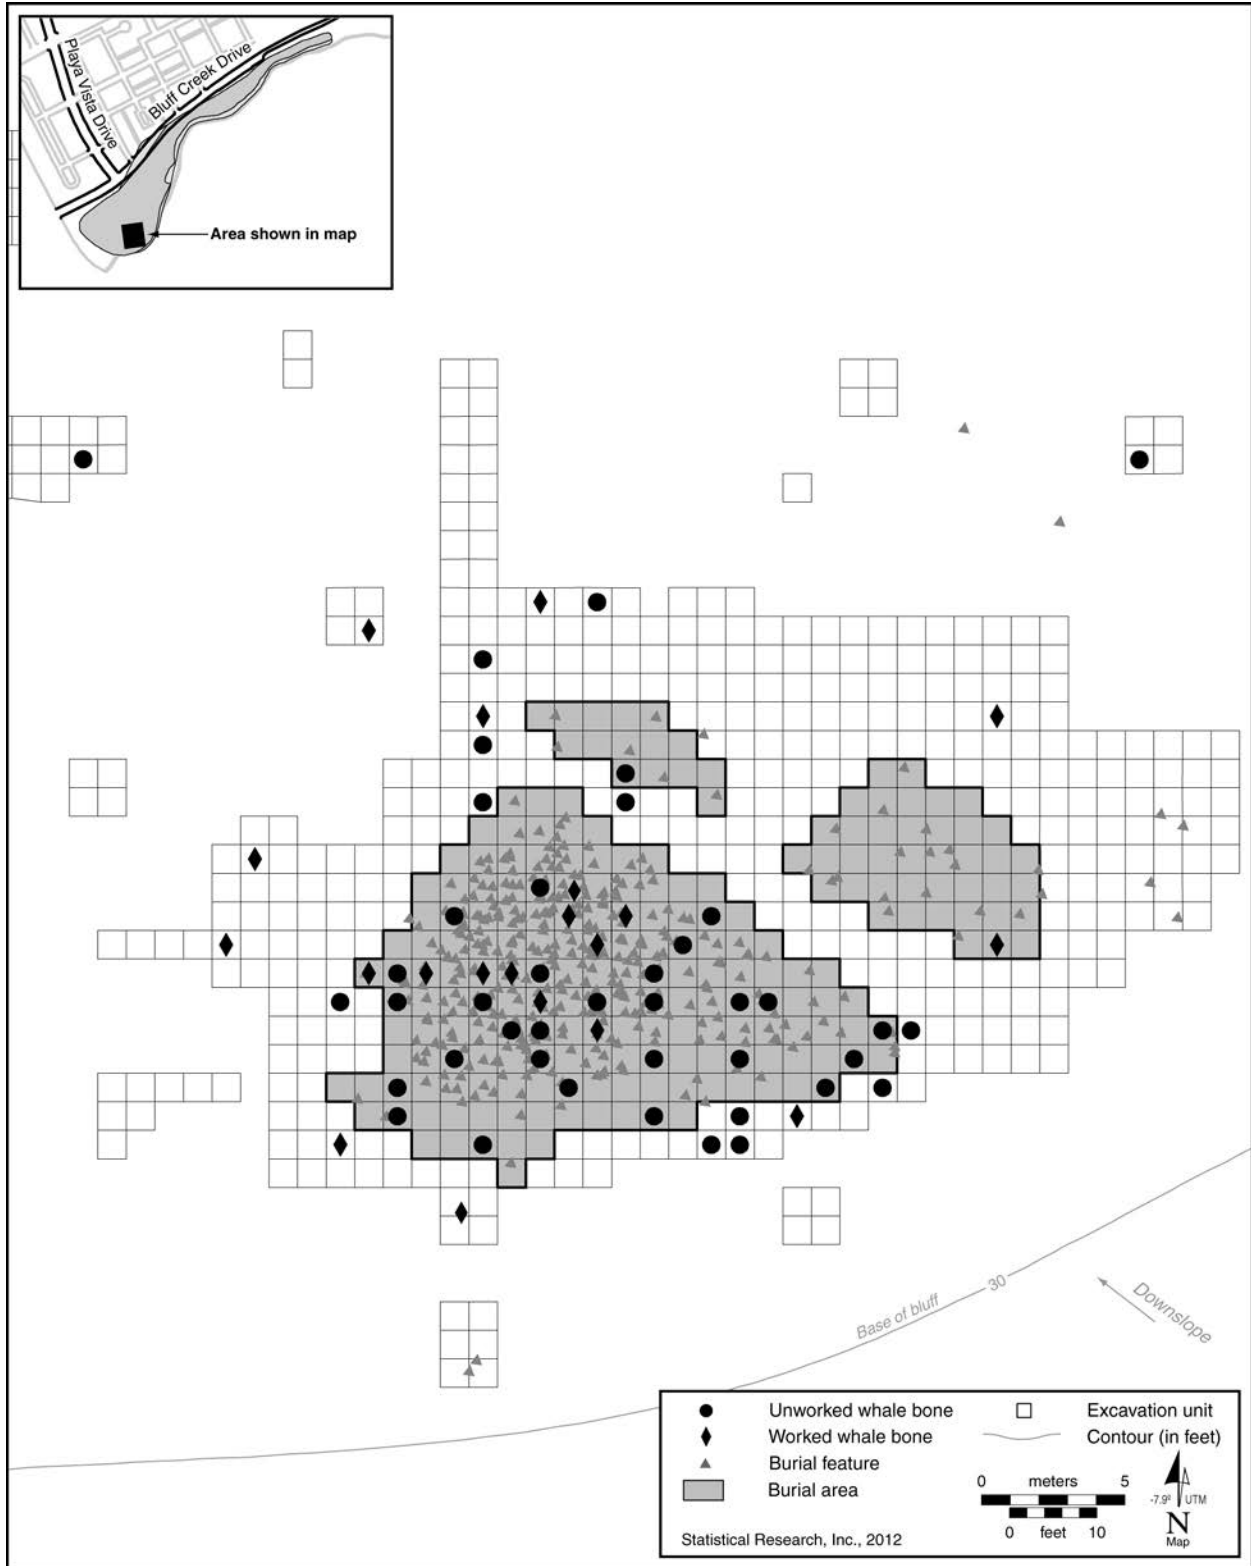 Playa Vista Drive
Bluff Creek Drive
Area shown in map
Base of bluff
30
Downslope
Unworked whale bone
Worked whale bone
Burial feature
Burial area
Statistical Research, Inc., 2012
Excavation unit
Contour (in feet)
0 meters 5
0 feet 10
-7.9º UTM
N
Map